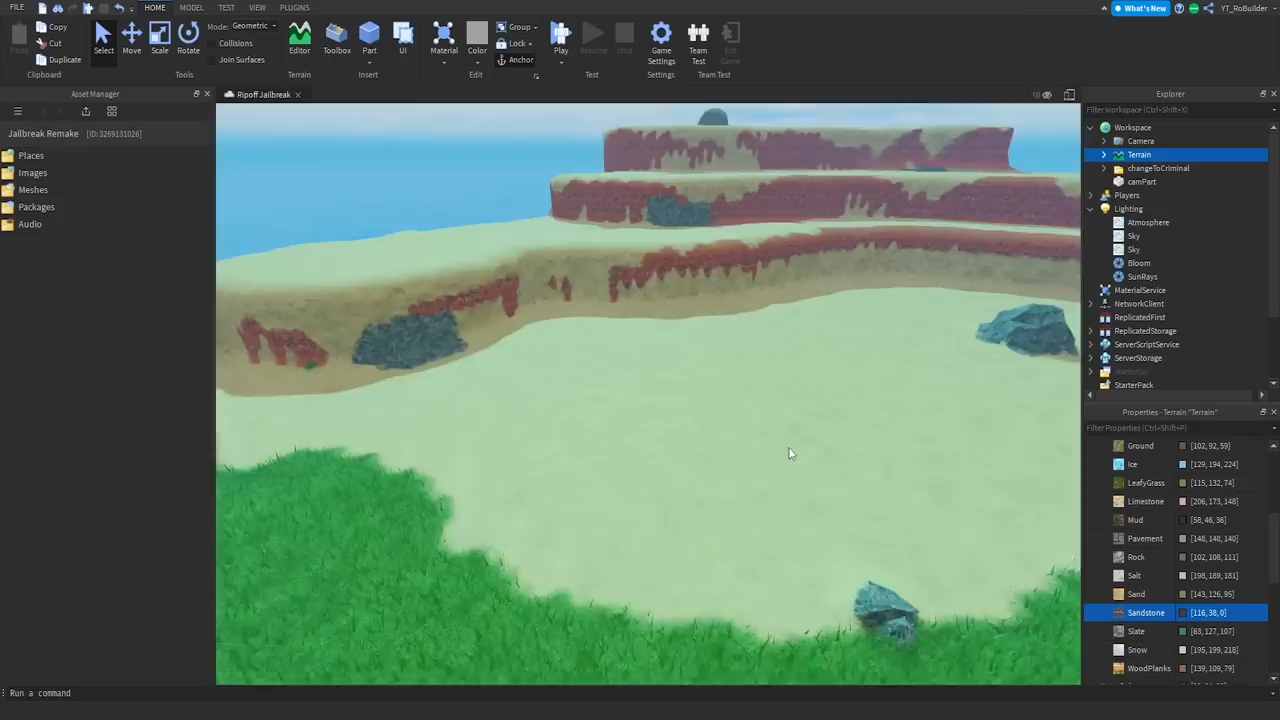 FILE HOME MODEL TEST VIEW PLUGINS What's New YT_RoBuilder
Paste Copy Cut Duplicate Clipboard
Select Move Scale Rotate Mode: Geometric Collisions Join Surfaces Tools
Editor Terrain
Toolbox Part UI Insert
Material Color Group Lock Anchor Edit
Play Resume Stop Test
Game Settings Settings
Team Test Exit Game Team Test
Asset Manager
Jailbreak Remake [ID:3269131026]
Places
Images
Meshes
Packages
Audio
Ripoff Jailbreak
Explorer
Filter workspace (Ctrl+Shift+X)
Workspace
Camera
Terrain
changeToCriminal
camPart
Players
Lighting
Atmosphere
Sky
Sky
Bloom
SunRays
MaterialService
NetworkClient
ReplicatedFirst
ReplicatedStorage
ServerScriptService
ServerStorage
StarterGui
StarterPack
Properties - Terrain "Terrain"
Filter Properties (Ctrl+Shift+P)
Ground [102, 92, 59]
Ice [129, 194, 224]
LeafyGrass [115, 132, 74]
Limestone [206, 173, 148]
Mud [58, 46, 36]
Pavement [148, 148, 140]
Rock [102, 108, 111]
Salt [198, 189, 181]
Sand [143, 126, 95]
Sandstone [116, 38, 0]
Slate [63, 127, 107]
Snow [195, 199, 218]
WoodPlanks [139, 109, 79]
Run a command